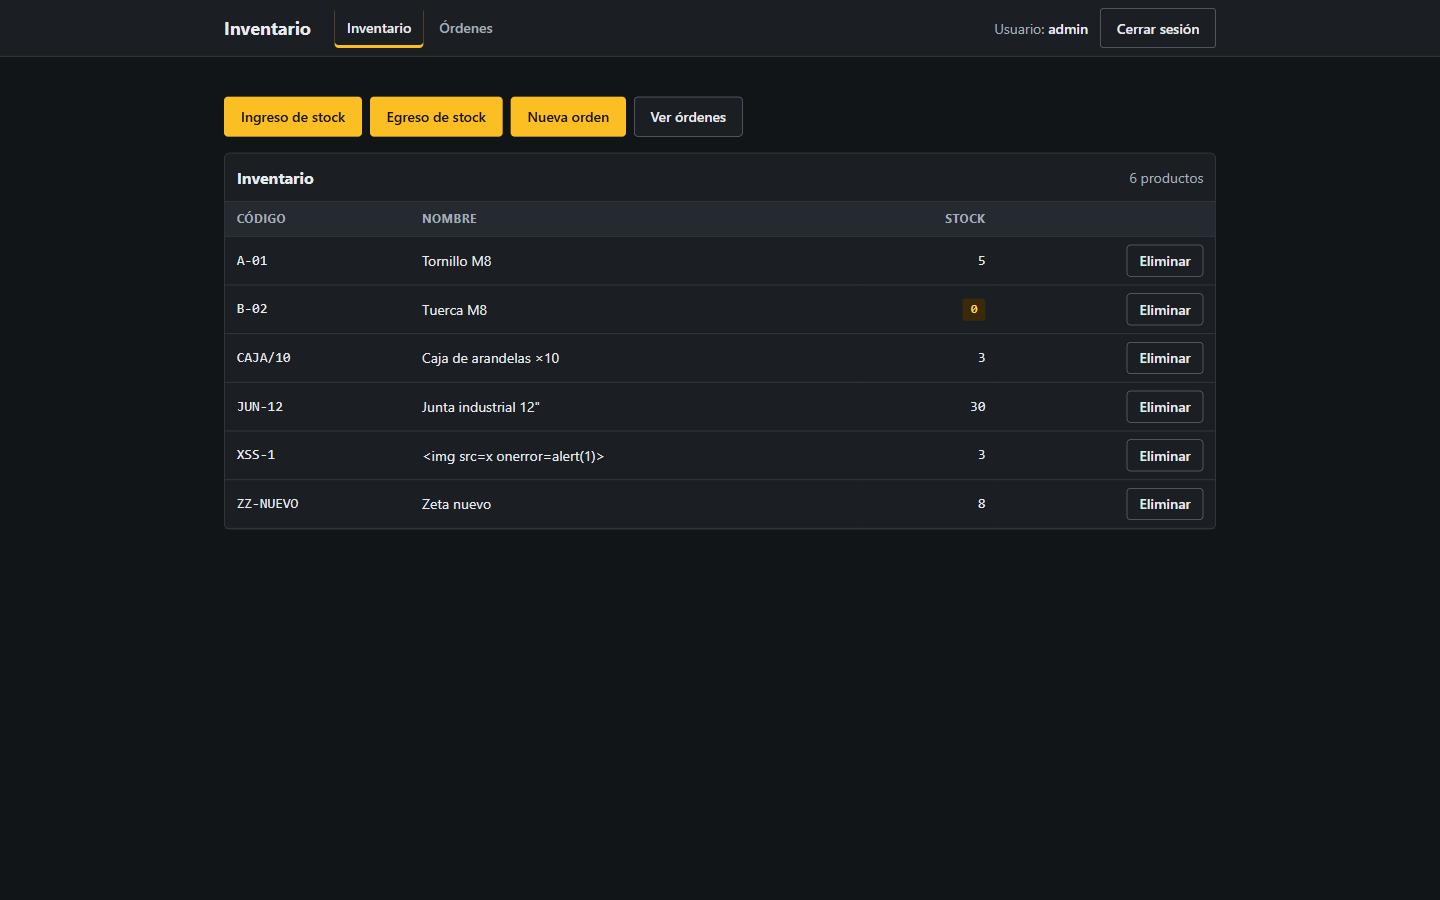 Inventario Inventario Órdenes Usuario: admin Cerrar sesión
Ingreso de stock Egreso de stock Nueva orden Ver órdenes
Inventario 6 productos
CÓDIGO NOMBRE STOCK
A-01 Tornillo M8 5 Eliminar
B-02 Tuerca M8 0 Eliminar
CAJA/10 Caja de arandelas ×10 3 Eliminar
JUN-12 Junta industrial 12" 30 Eliminar
XSS-1 <img src=x onerror=alert(1)> 3 Eliminar
ZZ-NUEVO Zeta nuevo 8 Eliminar